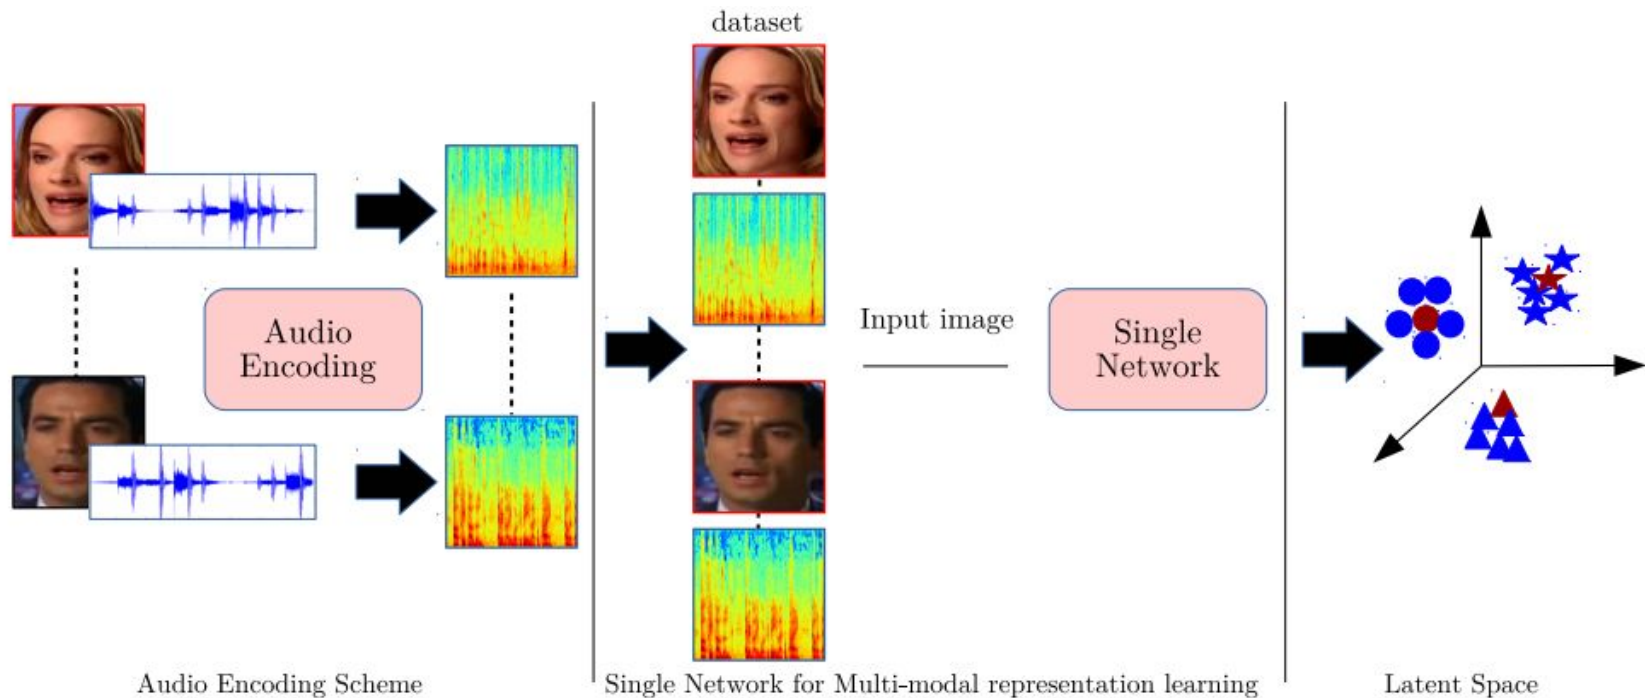 dataset
Audio
Encoding
Input image
Single
Network
Audio Encoding Scheme
Single Network for Multi-modal representation learning
Latent Space